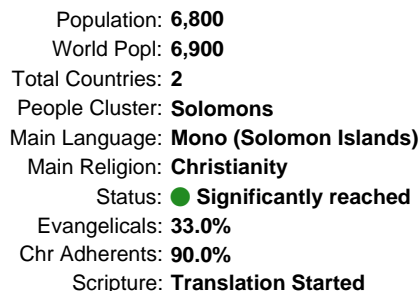 Population: 6,800
World Popl: 6,900
Total Countries: 2
People Cluster: Solomons
Main Language: Mono (Solomon Islands)
Main Religion: Christianity
Status: Significantly reached
Evangelicals: 33.0%
Chr Adherents: 90.0%
Scripture: Translation Started